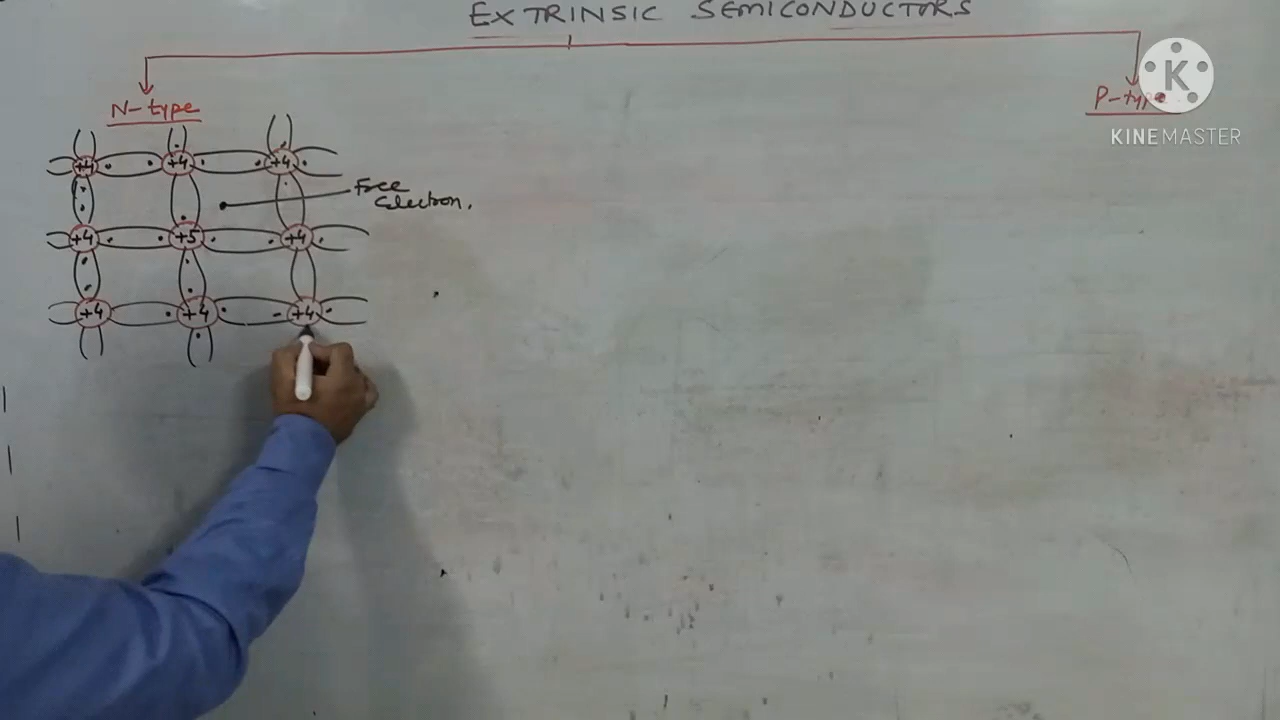 EXTRINSIC SEMICONDUCTORS
N-type
P-type
K
KINEMASTER
+4 +4 +4
Free
electron.
+4 +5 +4
+4 +4 +4